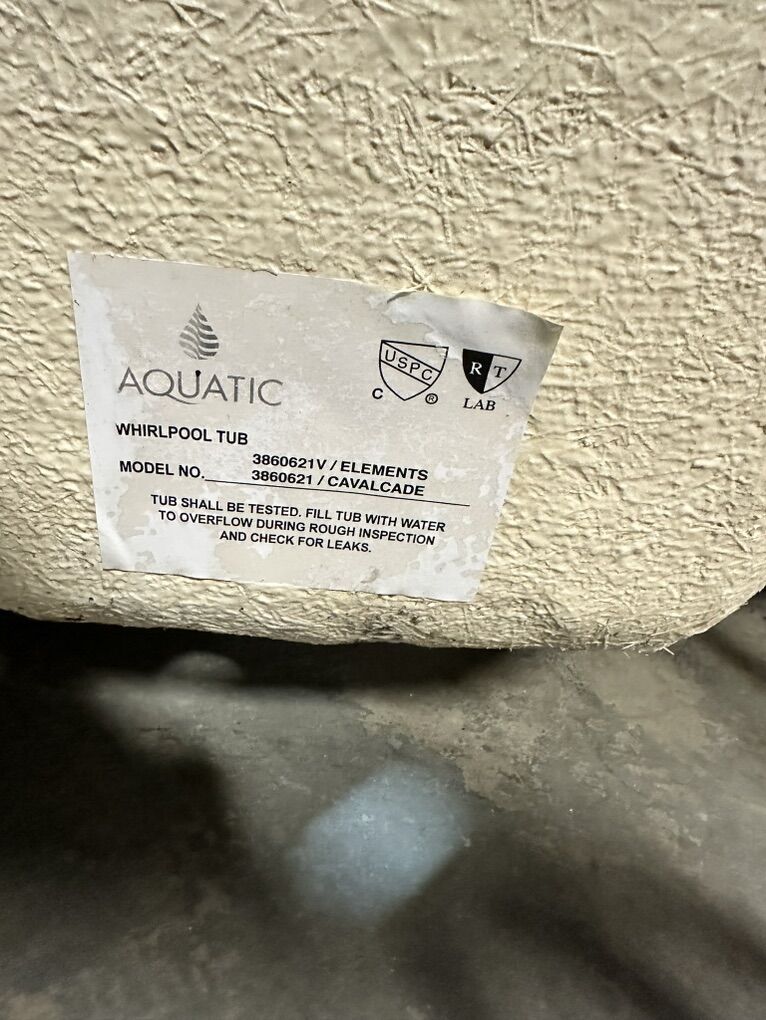 AQUATIC
C USPC ®
R T
LAB
WHIRLPOOL TUB
3860621V / ELEMENTS
MODEL NO. 3860621 / CAVALCADE
TUB SHALL BE TESTED. FILL TUB WITH WATER
TO OVERFLOW DURING ROUGH INSPECTION
AND CHECK FOR LEAKS.